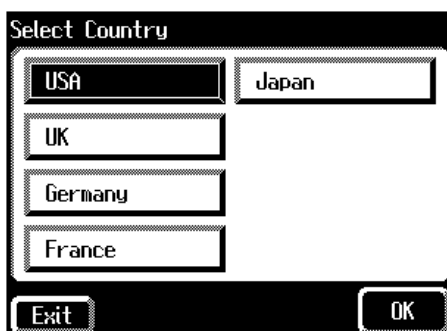 Select Country
USA
Japan
UK
Germany
France
Exit
OK